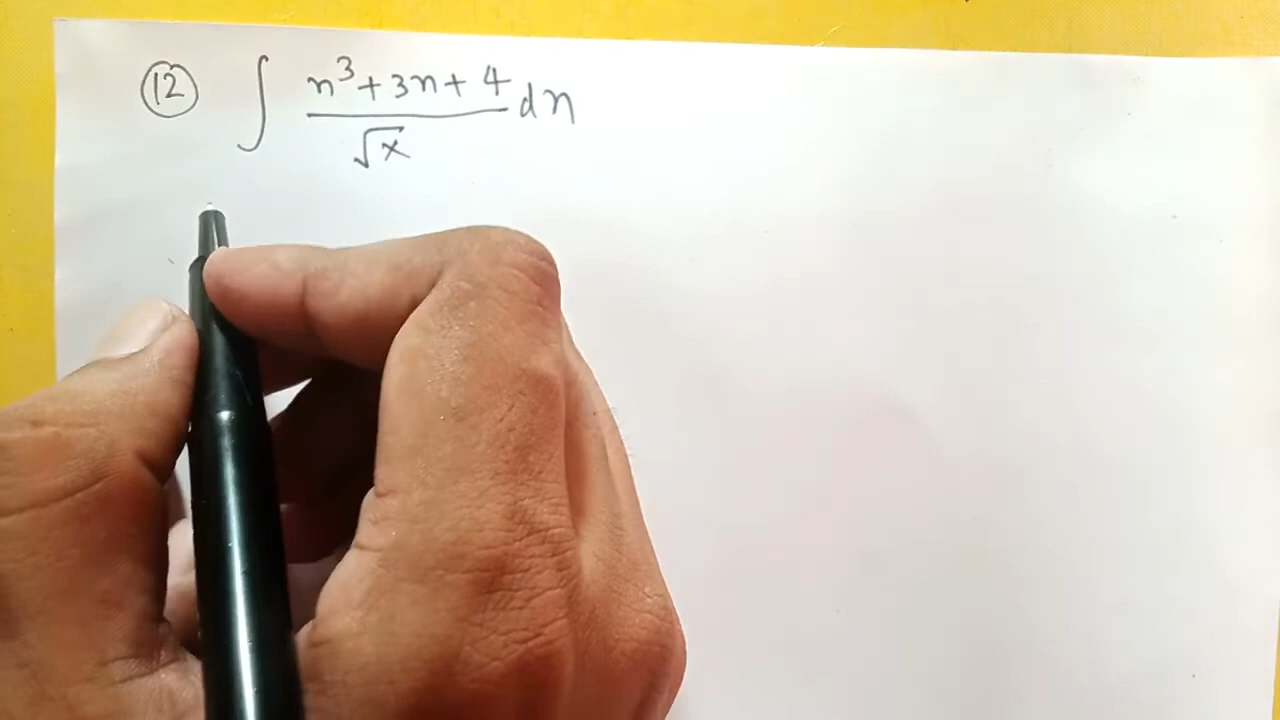 ⑫ ∫ (x³+3x+4)/√x dx